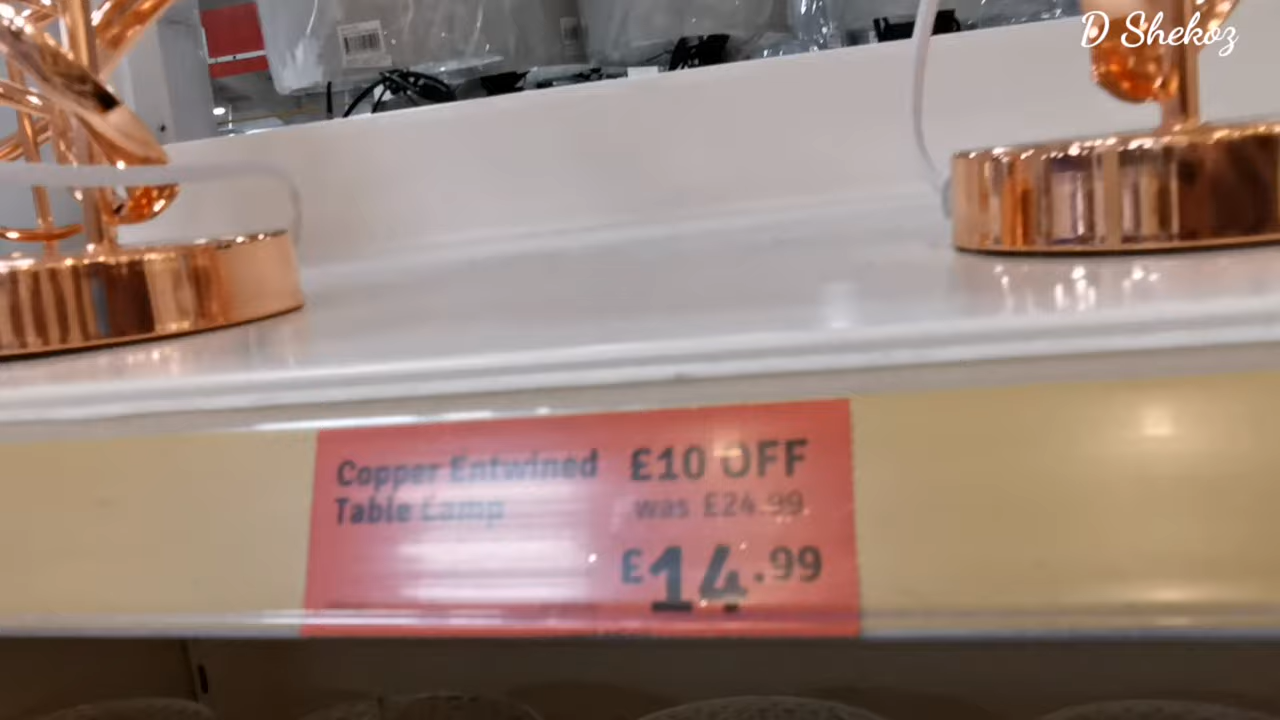 D Shekoz
Copper Entwined
Table Lamp
£10 OFF
was £24.99
£14.99